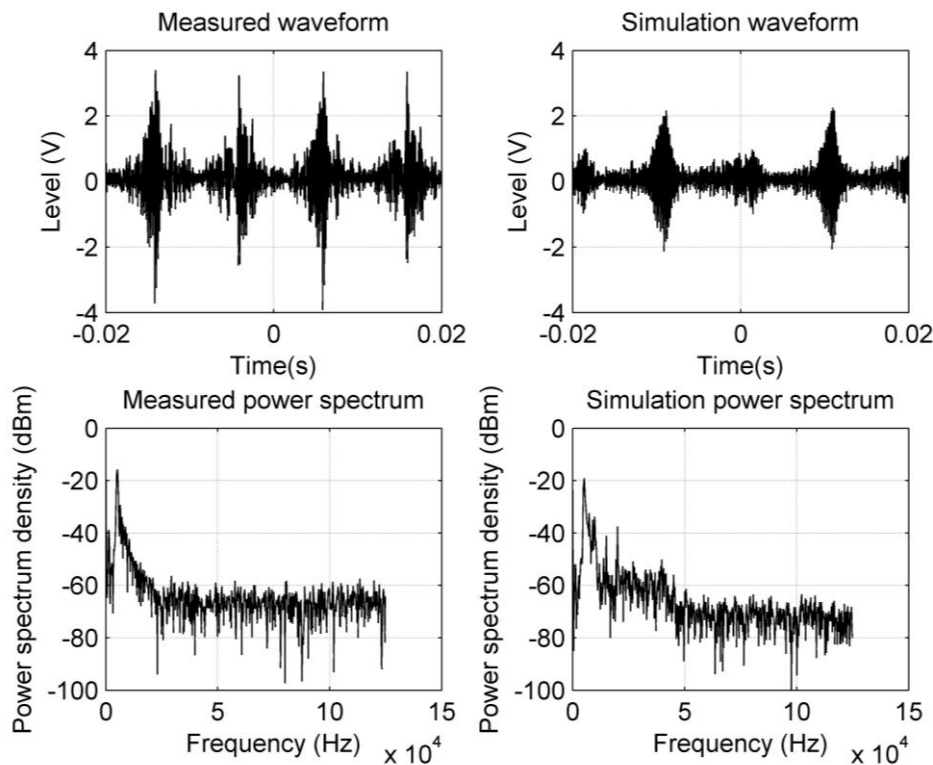 Measured waveform
Level (V)
4
2
0
-2
-4
-0.02 0 0.02
Time(s)
Simulation waveform
Level (V)
4
2
0
-2
-4
-0.02 0 0.02
Time(s)
Measured power spectrum
Power spectrum density (dBm)
0
-20
-40
-60
-80
-100
0 5 10 15
Frequency (Hz)
x 10^4
Simulation power spectrum
Power spectrum density (dBm)
0
-20
-40
-60
-80
-100
0 5 10 15
Frequency (Hz)
x 10^4